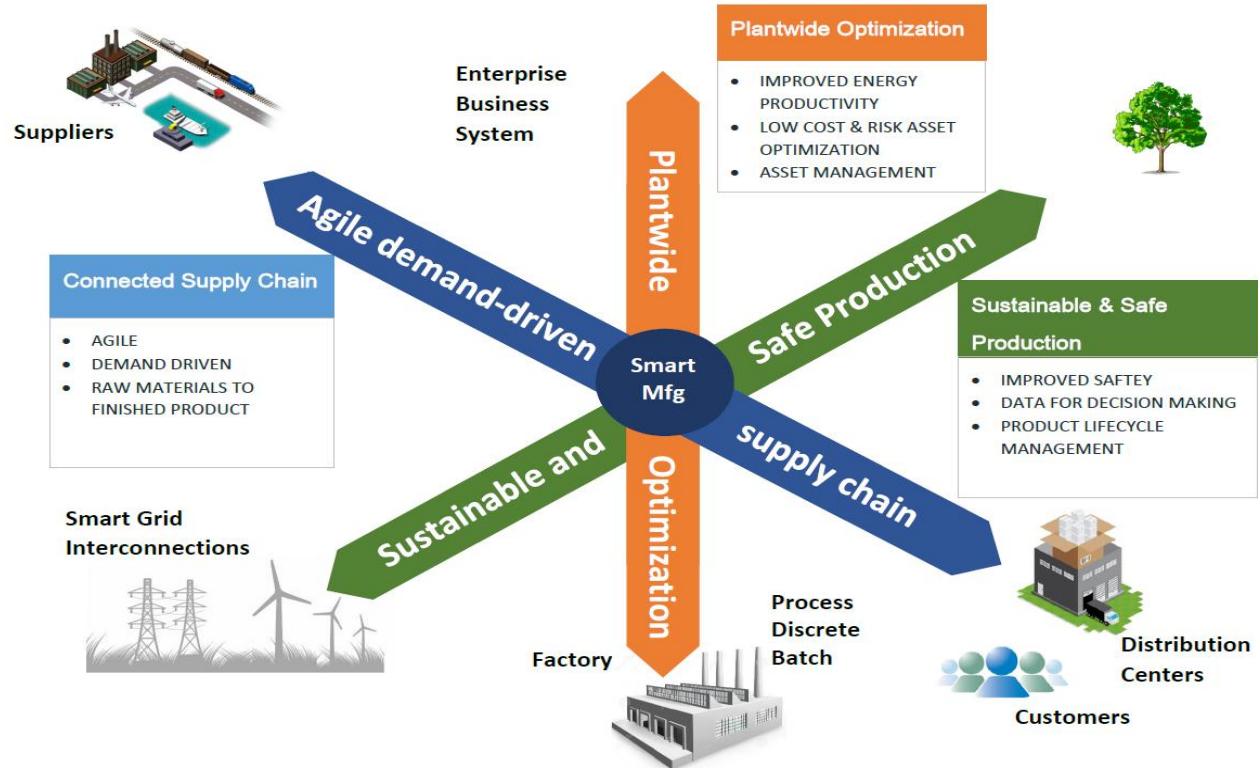 Plantwide Optimization
• IMPROVED ENERGY
PRODUCTIVITY
• LOW COST & RISK ASSET
OPTIMIZATION
• ASSET MANAGEMENT
Enterprise
Business
System
Suppliers
Agile demand-driven
supply chain
Plantwide
Optimization
Sustainable and
Safe Production
Smart
Mfg
Connected Supply Chain
• AGILE
• DEMAND DRIVEN
• RAW MATERIALS TO
FINISHED PRODUCT
Sustainable & Safe
Production
• IMPROVED SAFTEY
• DATA FOR DECISION MAKING
• PRODUCT LIFECYCLE
MANAGEMENT
Smart Grid
Interconnections
Factory
Process
Discrete
Batch
Distribution
Centers
Customers